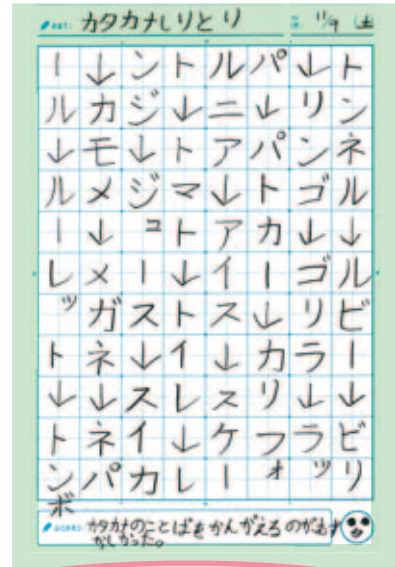 カタカナしりとり 11/9 (土)
トンネル↓ルビー↓ビリ
↓リンゴ↓ゴリラ↓ラッ
パ↓パトカー↓カリフォ
ルニア↓アイス↓スケー
ト↓トマト↓トイレ↓レ
ンジ↓ジュース↓スイカ
↓カモメ↓メガネ↓ネパ
ール↓ルーレット↓トンボ
カタカナのことばをかんがえるのがむず
かしかった。